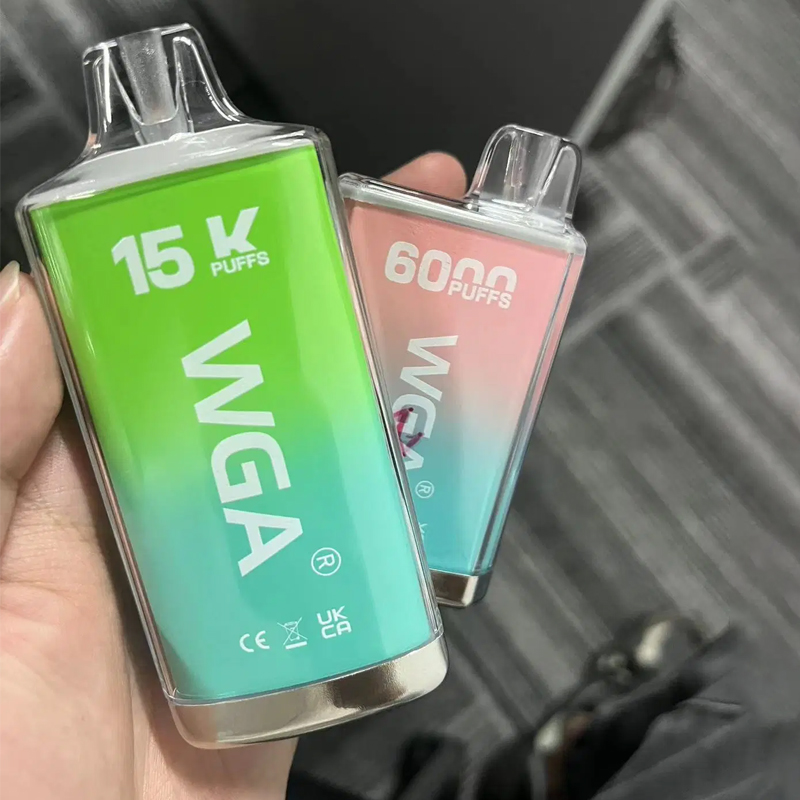 15 K
PUFFS
WGA®
CE UK
CA
6000
PUFFS
WGA®